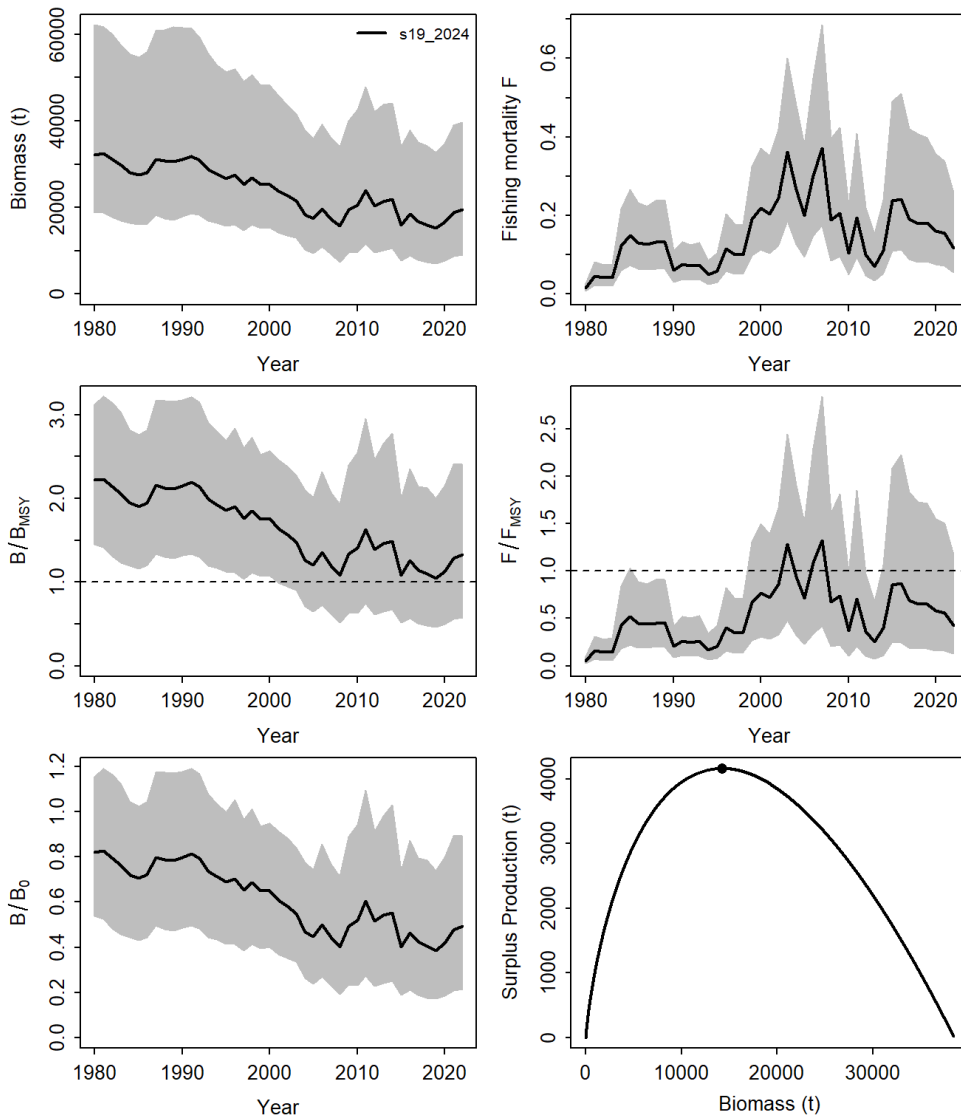 s19_2024
Biomass (t)
0 20000 40000 60000
1980 1990 2000 2010 2020
Year
Fishing mortality F
0.0 0.2 0.4 0.6
1980 1990 2000 2010 2020
Year
B/B_MSY
0.0 1.0 2.0 3.0
1980 1990 2000 2010 2020
Year
F/F_MSY
0.0 0.5 1.0 1.5 2.0 2.5
1980 1990 2000 2010 2020
Year
B/B_0
0.0 0.2 0.4 0.6 0.8 1.0 1.2
1980 1990 2000 2010 2020
Year
Surplus Production (t)
0 1000 2000 3000 4000
0 10000 20000 30000
Biomass (t)